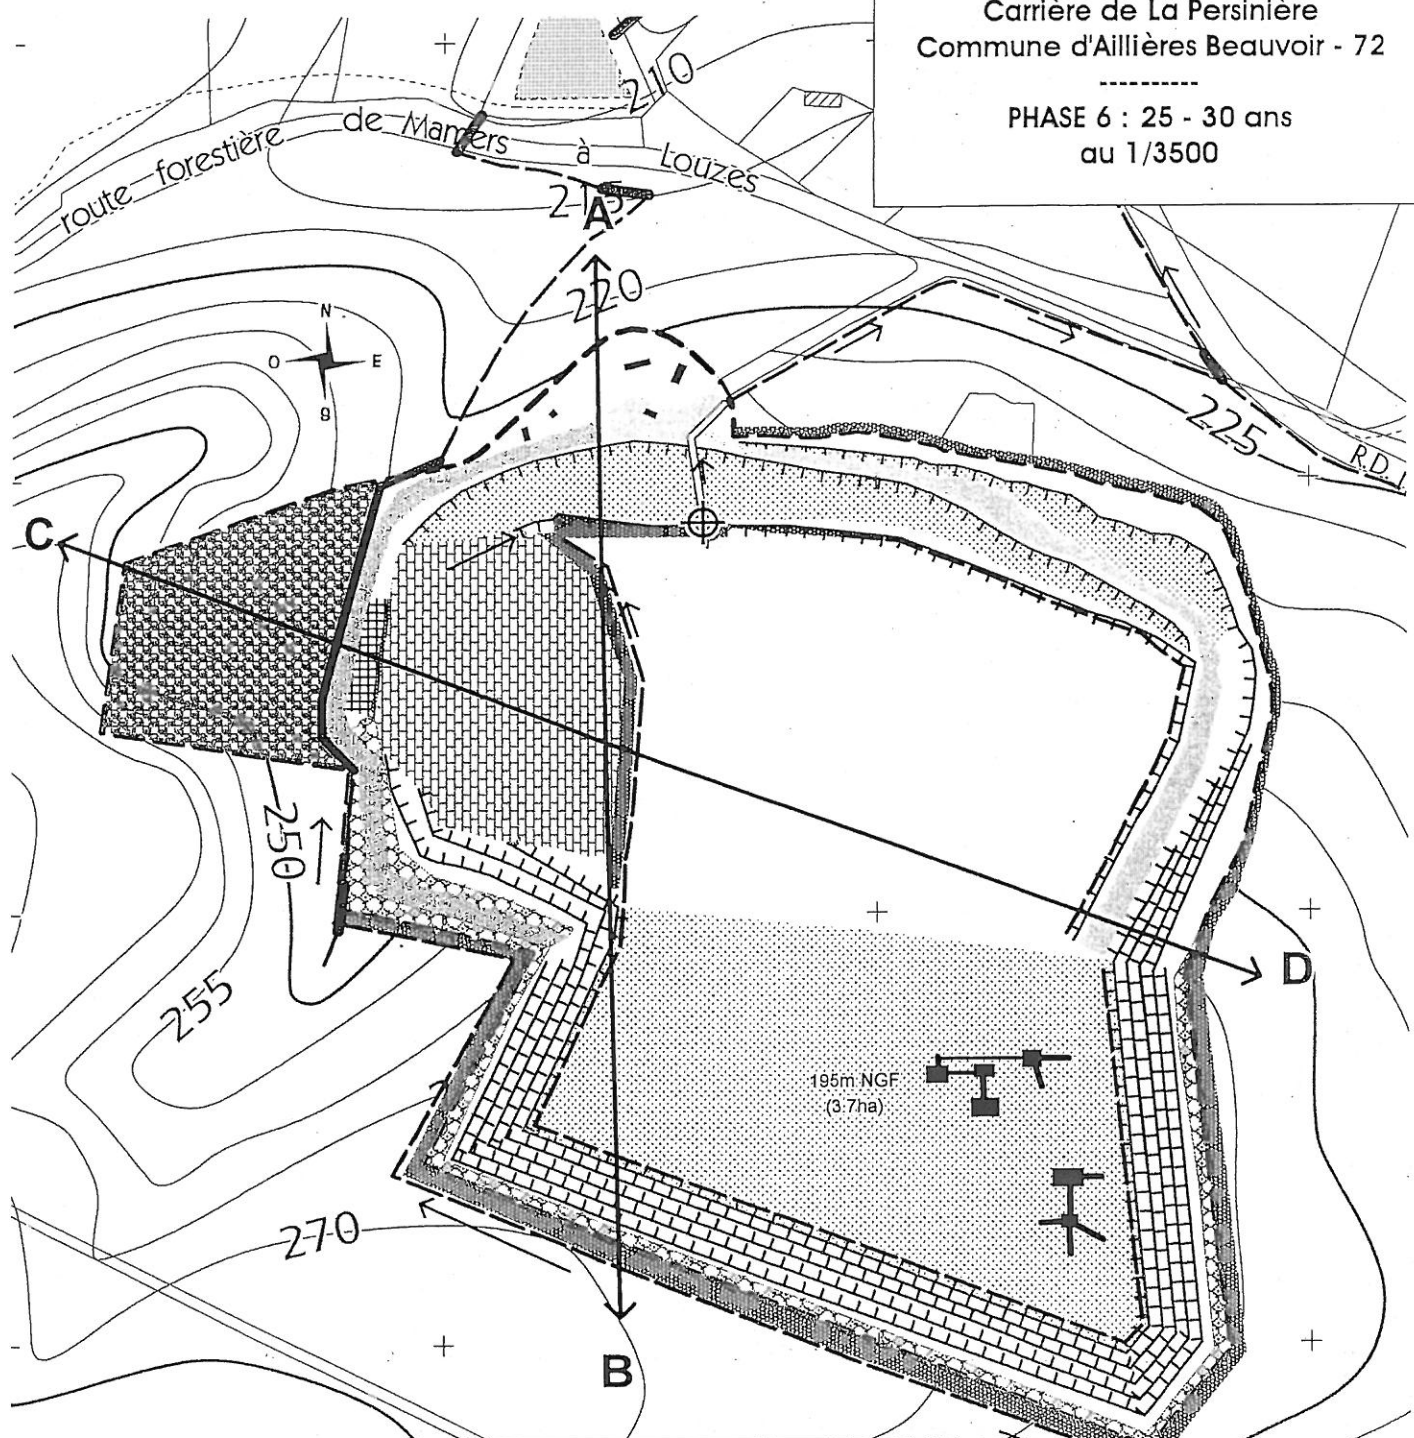 Carrière de La Persinière
Commune d'Aillières Beauvoir - 72
----------
PHASE 6 : 25 - 30 ans
au 1/3500
210
route forestière de Mamers à Louzes
215
A
220
N
O
E
S
225
R.D.
C
250
D
255
195m NGF
(3.7ha)
270
B